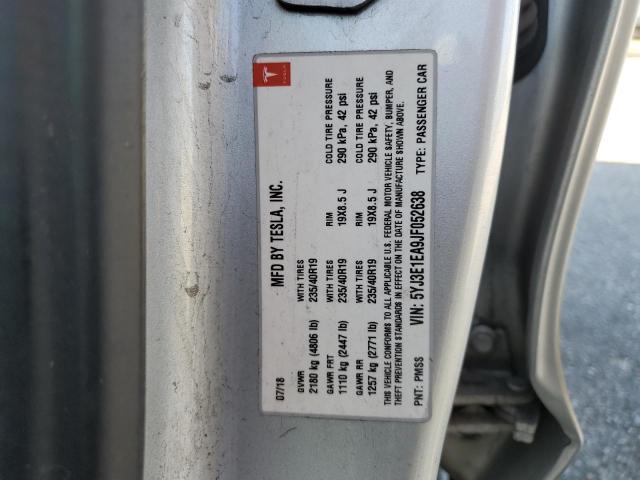 TESLA
07/18 MFD BY TESLA, INC.
GVWR WITH TIRES RIM COLD TIRE PRESSURE
2180 kg (4806 lb) 235/40R19 19X8.5 J 290 kPa, 42 psi
GAWR FRT WITH TIRES RIM COLD TIRE PRESSURE
1110 kg (2447 lb) 235/40R19 19X8.5 J 290 kPa, 42 psi
GAWR RR WITH TIRES
1257 kg (2771 lb) 235/40R19
THIS VEHICLE CONFORMS TO ALL APPLICABLE U.S. FEDERAL MOTOR VEHICLE SAFETY, BUMPER, AND
THEFT PREVENTION STANDARDS IN EFFECT ON THE DATE OF MANUFACTURE SHOWN ABOVE.
PNT: PMSS VIN: 5YJ3E1EA9JF052638 TYPE: PASSENGER CAR